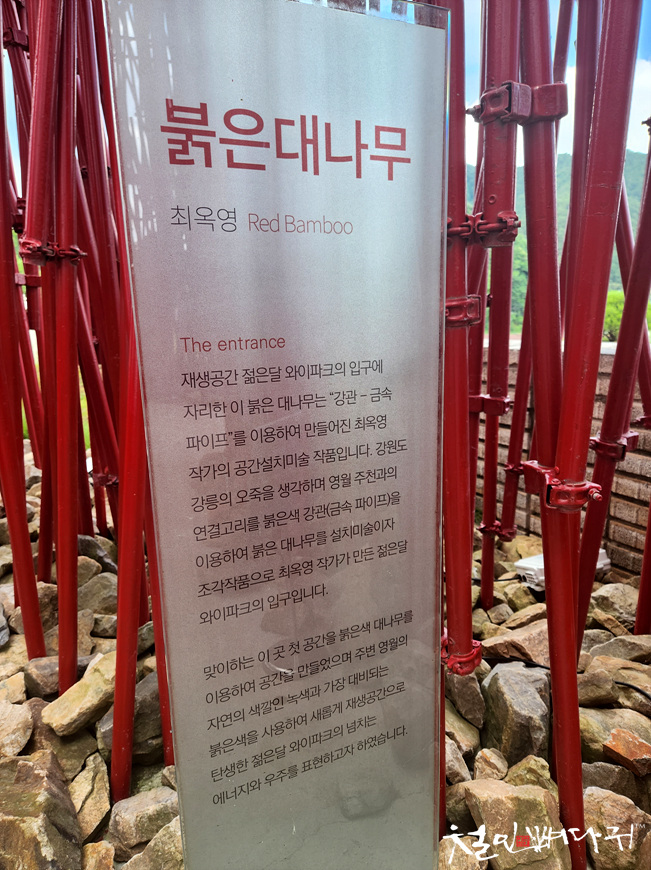 붉은대나무
최옥영 Red Bamboo
The entrance
재생공간 젊은달 와이파크의 입구에
자리한 이 붉은 대나무는 “강관 - 금속
파이프”를 이용하여 만들어진 최옥영
작가의 공간설치미술 작품입니다. 강원도
강릉의 오죽을 생각하며 영월 주천과의
연결고리를 붉은색 강관(금속 파이프)을
이용하여 붉은 대나무를 설치미술이자
조각작품으로 최옥영 작가가 만든 젊은달
와이파크의 입구입니다.
맞이하는 이 곳 첫 공간을 붉은색 대나무를
이용하여 공간을 만들었으며 주변 영월의
자연의 색깔인 녹색과 가장 대비되는
붉은색을 사용하여 새롭게 재생공간으로
탄생한 젊은달 와이파크의 넘치는
에너지와 우주를 표현하고자 하였습니다.